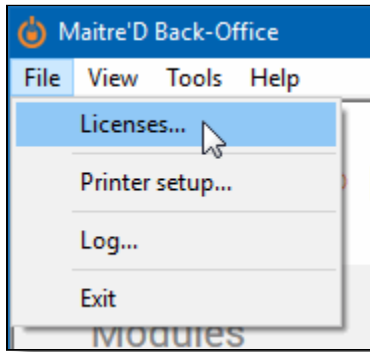 Maitre'D Back-Office
File View Tools Help
Licenses...
Printer setup...
Log...
Exit
Modules